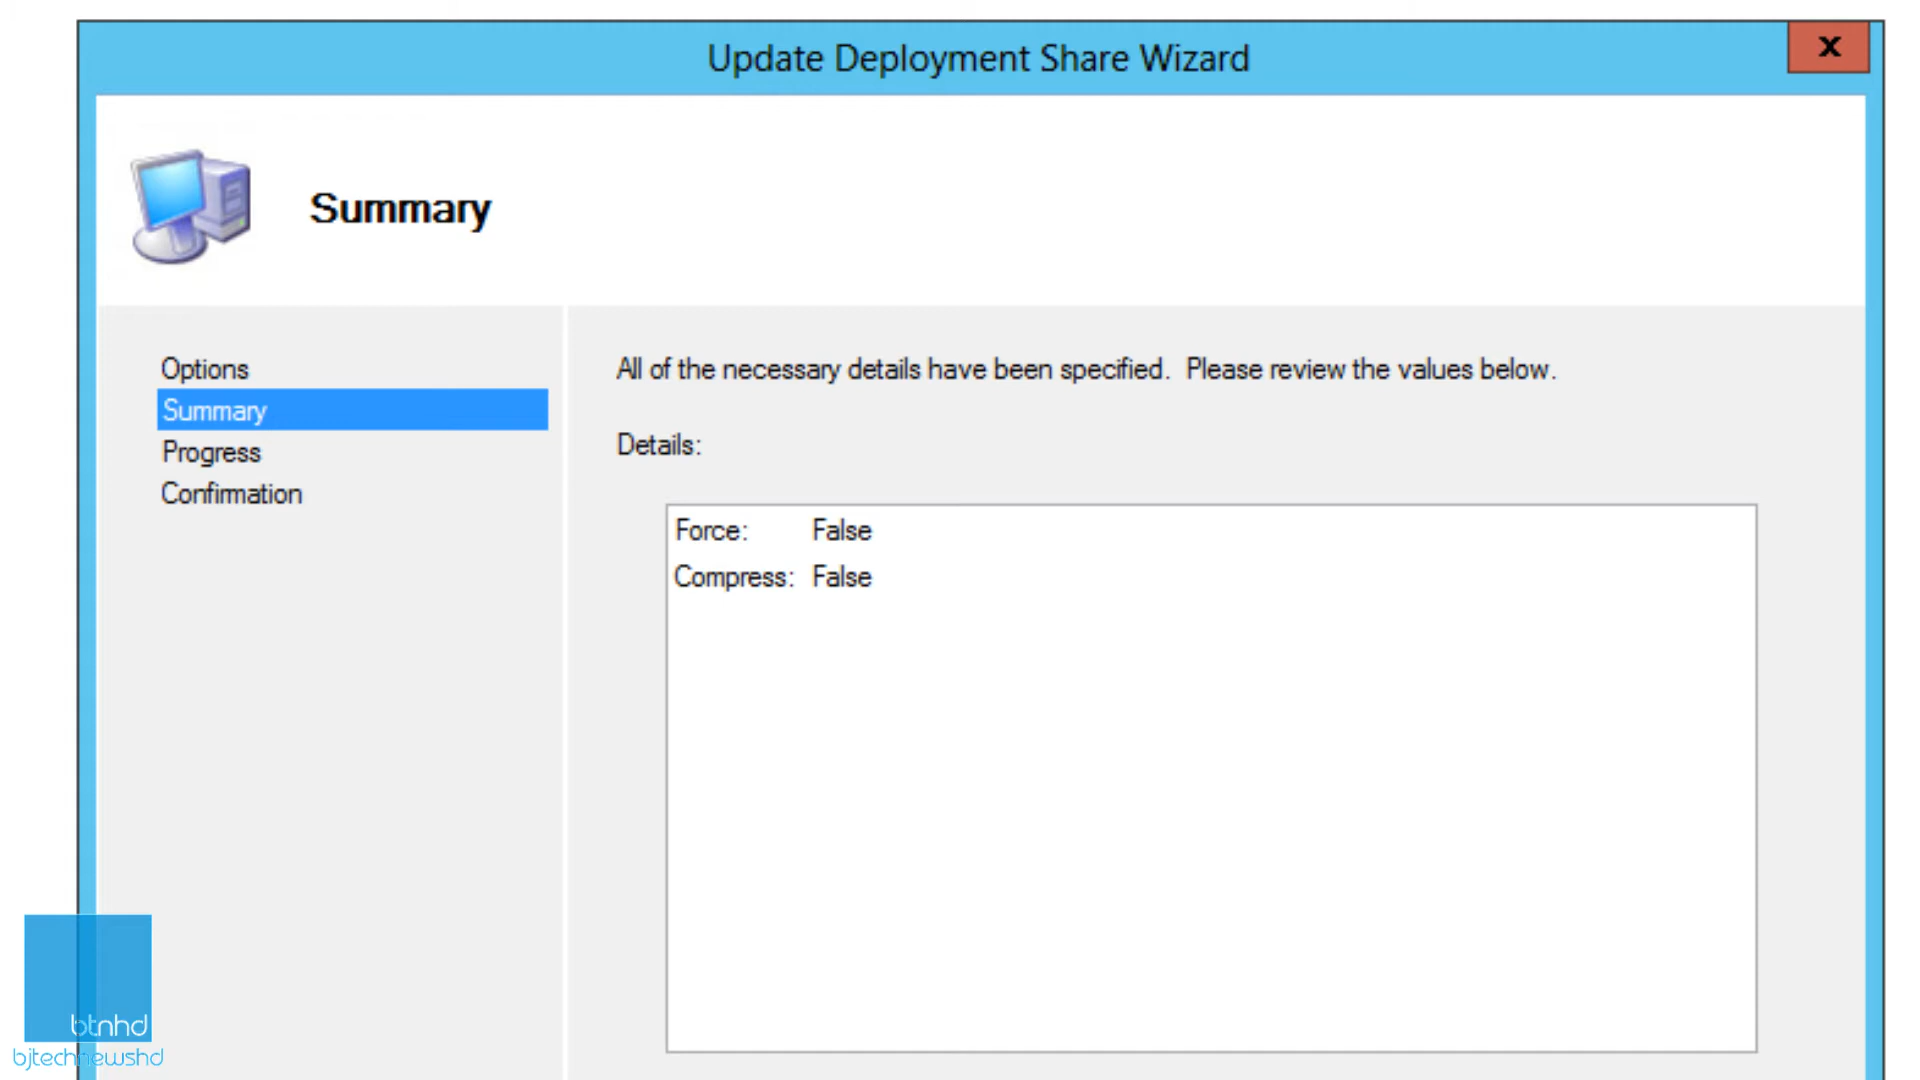 Update Deployment Share Wizard
x
Summary
Options
Summary
Progress
Confirmation
All of the necessary details have been specified.  Please review the values below.
Details:
Force: False
Compress: False
btnhd
bjtechnewshd